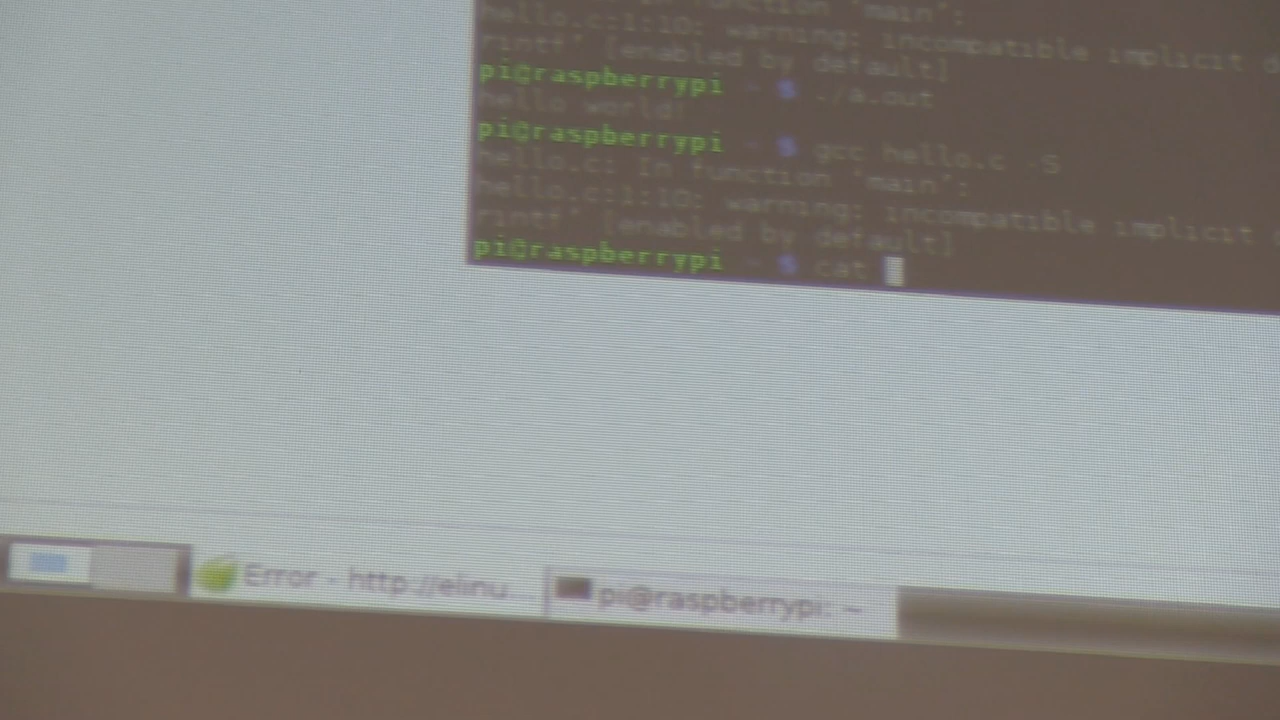 In function 'main':
hello.c:1:10: warning: incompatible implicit
rintf' [enabled by default]
pi@raspberrypi ~ $ ./a.out
hello world!
pi@raspberrypi ~ $ gcc hello.c -S
hello.c: In function 'main':
hello.c:1:10: warning: incompatible implicit
rintf' [enabled by default]
pi@raspberrypi ~ $ cat
Error - http://elinu...
pi@raspberrypi: ~